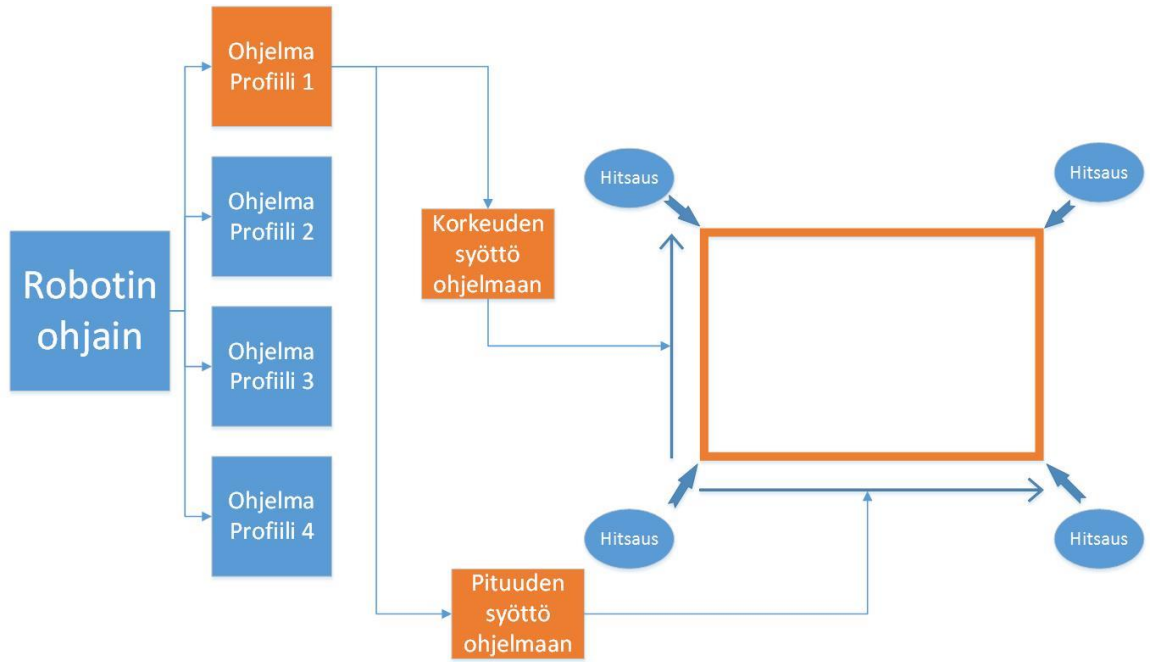 Ohjelma
Profiili 1
Ohjelma
Profiili 2
Robotin
ohjain
Ohjelma
Profiili 3
Ohjelma
Profiili 4
Korkeuden
syöttö
ohjelmaan
Pituuden
syöttö
ohjelmaan
Hitsaus
Hitsaus
Hitsaus
Hitsaus